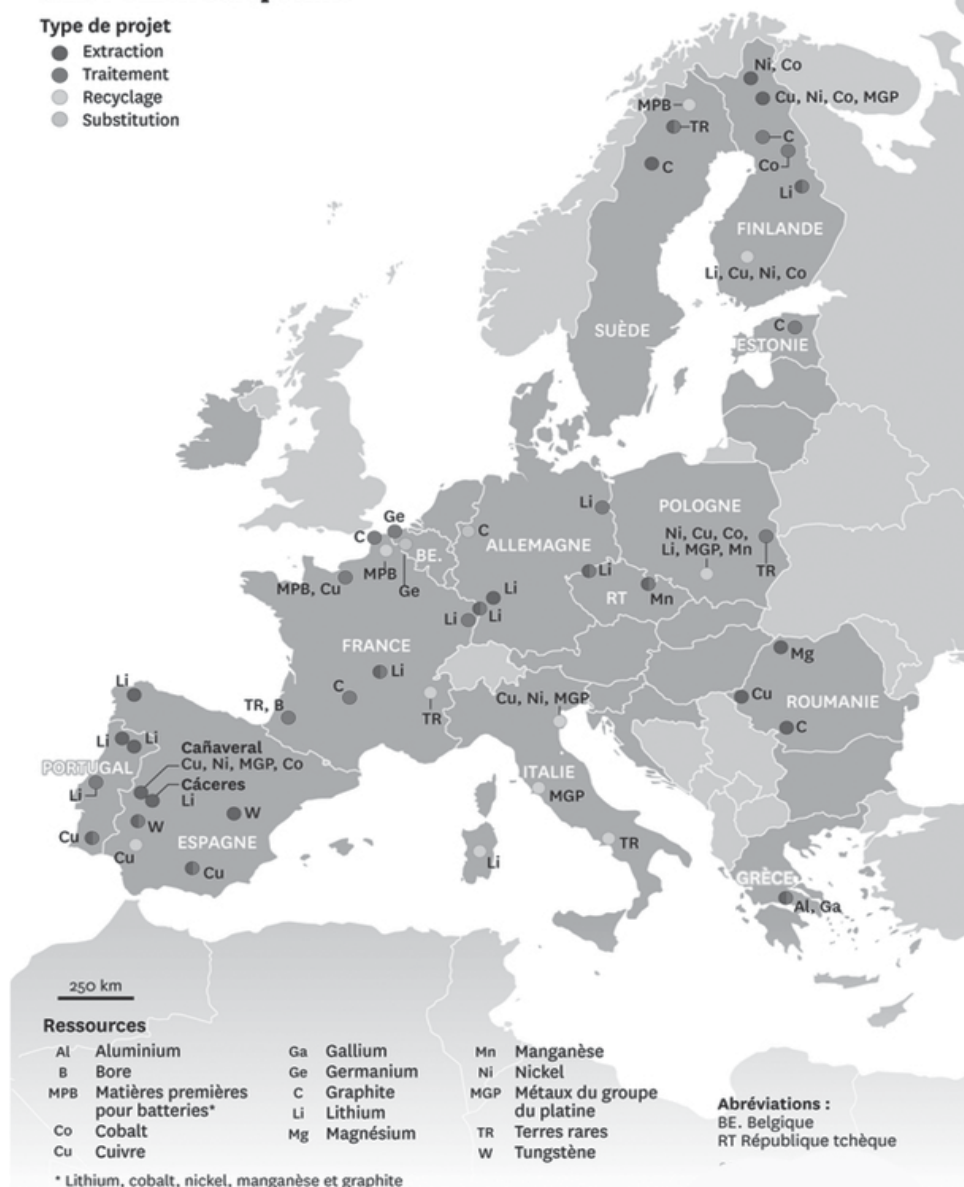 Type de projet
Extraction
Traitement
Recyclage
Substitution
Ni, Co
Cu, Ni, Co, MGP
MPB
TR
C
Co
C
Li
FINLANDE
Li, Cu, Ni, Co
SUÈDE
C
ESTONIE
Ge
C
MPB
BE.
Ge
MPB, Cu
C
ALLEMAGNE
Li
POLOGNE
Ni, Cu, Co,
Li, MGP, Mn
TR
Li
RT
Mn
Li
Li
Li
FRANCE
Li
C
TR
TR, B
Mg
Cu
ROUMANIE
C
Cu, Ni, MGP
ITALIE
MGP
TR
Li
Li
Li
Li
PORTUGAL
Li
Cañaveral
Cu, Ni, MGP, Co
Cáceres
Li
W
W
ESPAGNE
Cu
Cu
Cu
GRÈCE
Al, Ga
250 km
Ressources
Al Aluminium
B Bore
MPB Matières premières
pour batteries*
Co Cobalt
Cu Cuivre
Ga Gallium
Ge Germanium
C Graphite
Li Lithium
Mg Magnésium
Mn Manganèse
Ni Nickel
MGP Métaux du groupe
du platine
TR Terres rares
W Tungstène
Abréviations :
BE. Belgique
RT République tchèque
* Lithium, cobalt, nickel, manganèse et graphite